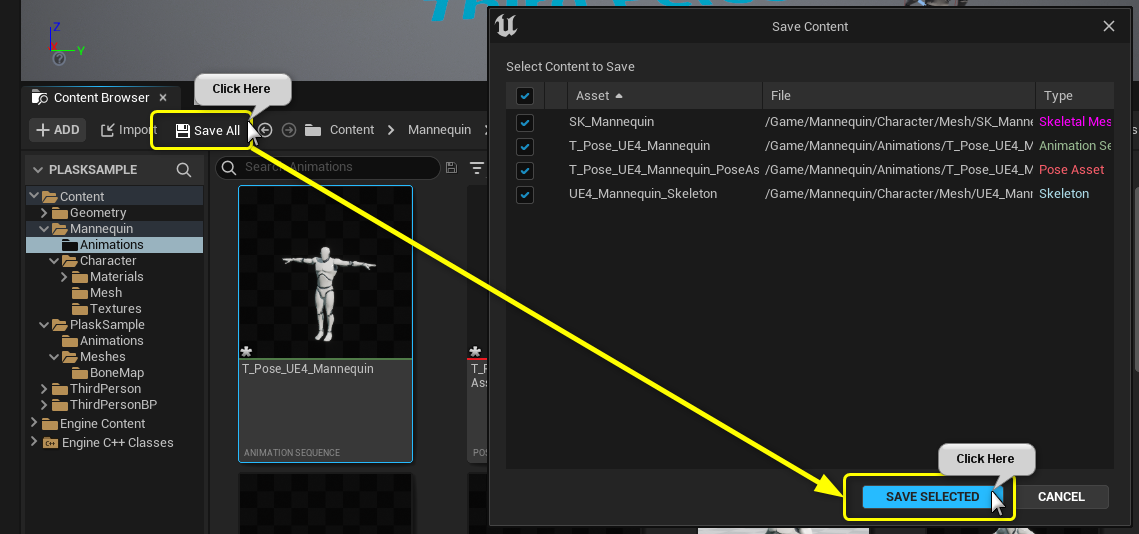 Save Content
Select Content to Save
Asset
File
Type
SK_Mannequin
/Game/Mannequin/Character/Mesh/SK_Manne
Skeletal Mes
T_Pose_UE4_Mannequin
/Game/Mannequin/Animations/T_Pose_UE4_M
Animation Se
T_Pose_UE4_Mannequin_PoseAs
/Game/Mannequin/Animations/T_Pose_UE4_M
Pose Asset
UE4_Mannequin_Skeleton
/Game/Mannequin/Character/Mesh/UE4_Mann
Skeleton
Click Here
SAVE SELECTED
CANCEL
Z
Y
Click Here
Content Browser
ADD
Import
Save All
Content
Mannequin
PLASKSAMPLE
Search Animations
Content
Geometry
Mannequin
Animations
Character
Materials
Mesh
Textures
PlaskSample
Animations
Meshes
BoneMap
ThirdPerson
ThirdPersonBP
Engine Content
Engine C++ Classes
T_Pose_UE4_Mannequin
ANIMATION SEQUENCE